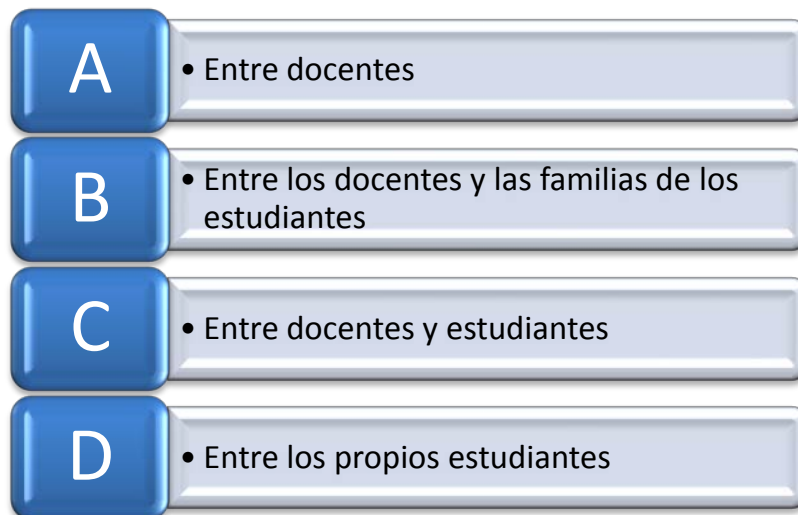 A
• Entre docentes
B
• Entre los docentes y las familias de los
estudiantes
C
• Entre docentes y estudiantes
D
• Entre los propios estudiantes